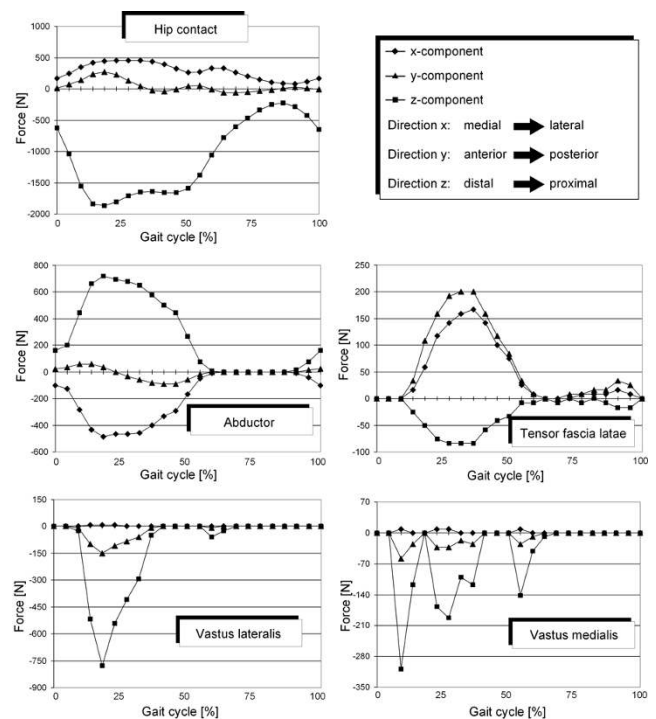 Hip contact
1000
500
0
-500
-1000
-1500
-2000
Force [N]
0 25 50 75 100
Gait cycle [%]
x-component
y-component
z-component
Direction x: medial lateral
Direction y: anterior posterior
Direction z: distal proximal
800
600
400
200
0
-200
-400
-600
Force [N]
Abductor
0 25 50 75 100
Gait cycle [%]
250
200
150
100
50
0
-50
-100
Force [N]
Tensor fascia latae
0 25 50 75 100
Gait cycle [%]
150
0
-150
-300
-450
-600
-750
-900
Force [N]
Vastus lateralis
0 25 50 75 100
Gait cycle [%]
70
0
-70
-140
-210
-280
-350
Force [N]
Vastus medialis
0 25 50 75 100
Gait cycle [%]